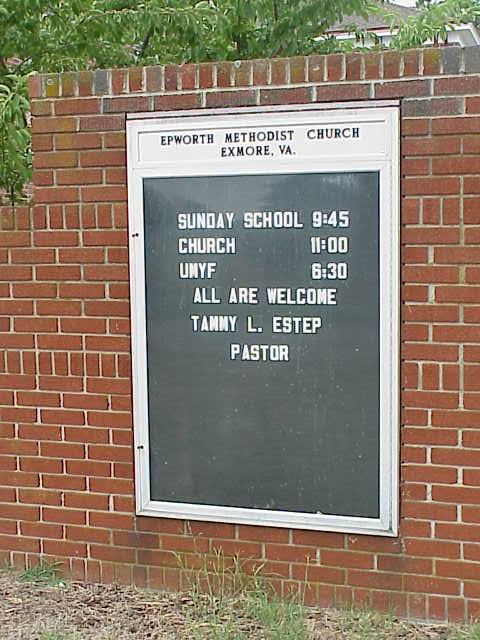 EPWORTH METHODIST CHURCH
EXMORE, VA.
SUNDAY SCHOOL 9:45
CHURCH 11:00
UMYF 6:30
ALL ARE WELCOME
TAMMY L. ESTEP
PASTOR